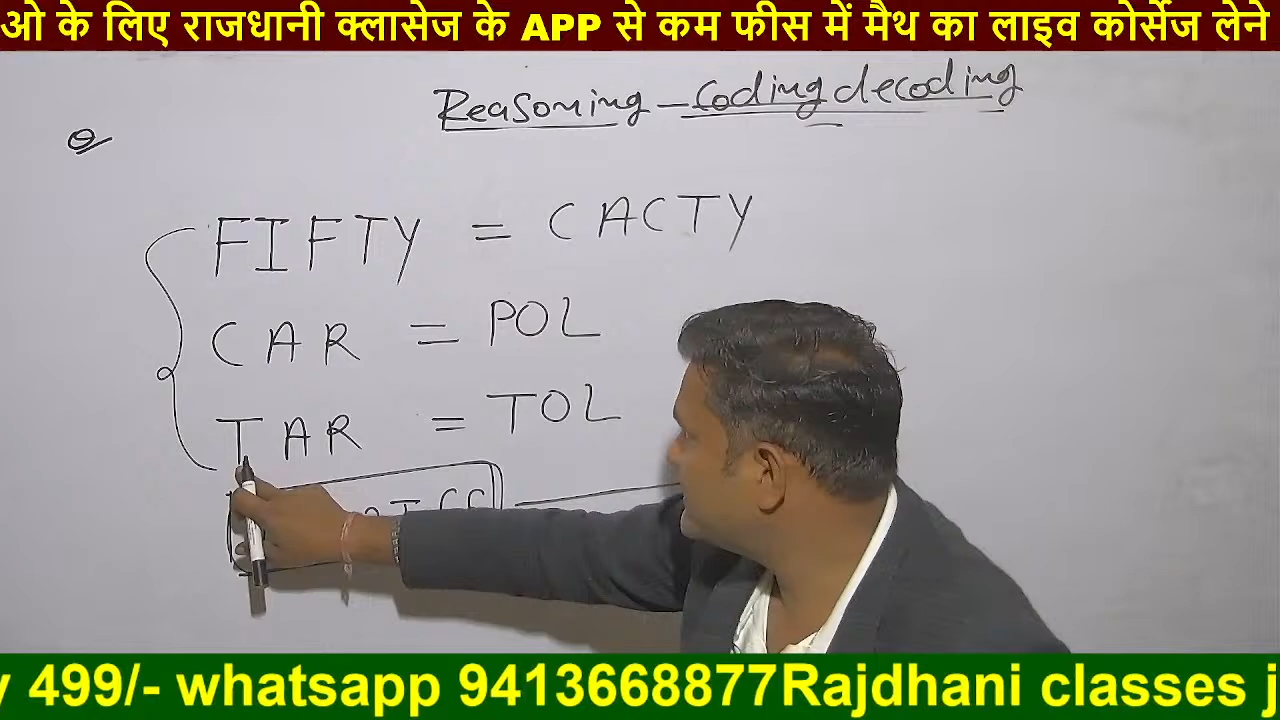 ओ के लिए राजधानी क्लासेज के APP से कम फीस में मैथ का लाइव कोर्सेज लेने
Reasoning - Coding decoding
Q
FIFTY = CACTY
CAR = POL
TAR = TOL
y 499/- whatsapp 9413668877Rajdhani classes j